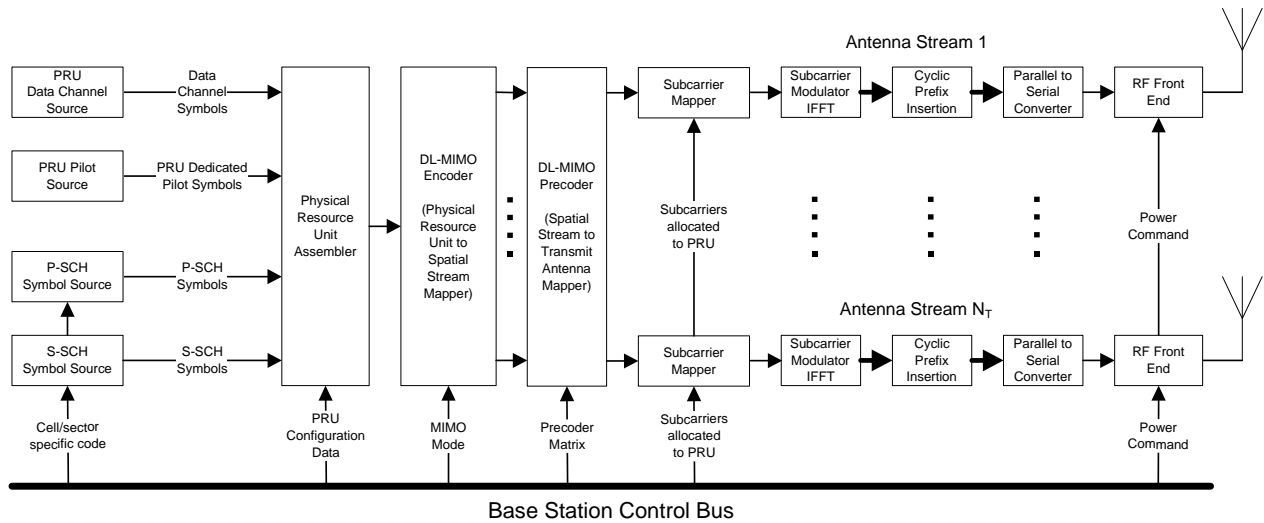 Antenna Stream 1
PRU
Data Channel
Source
Data
Channel
Symbols
PRU Pilot
Source
PRU Dedicated
Pilot Symbols
P-SCH
Symbol Source
P-SCH
Symbols
S-SCH
Symbol Source
S-SCH
Symbols
Cell/sector
specific code
Physical
Resource
Unit
Assembler
PRU
Configuration
Data
DL-MIMO
Encoder
(Physical
Resource
Unit to
Spatial
Stream
Mapper)
MIMO
Mode
DL-MIMO
Precoder
(Spatial
Stream to
Transmit
Antenna
Mapper)
Precoder
Matrix
Subcarrier
Mapper
Subcarrier
Modulator
IFFT
Cyclic
Prefix
Insertion
Parallel to
Serial
Converter
RF Front
End
Subcarriers
allocated
to PRU
Power
Command
Antenna Stream NT
Subcarrier
Mapper
Subcarrier
Modulator
IFFT
Cyclic
Prefix
Insertion
Parallel to
Serial
Converter
RF Front
End
Subcarriers
allocated
to PRU
Power
Command
Base Station Control Bus